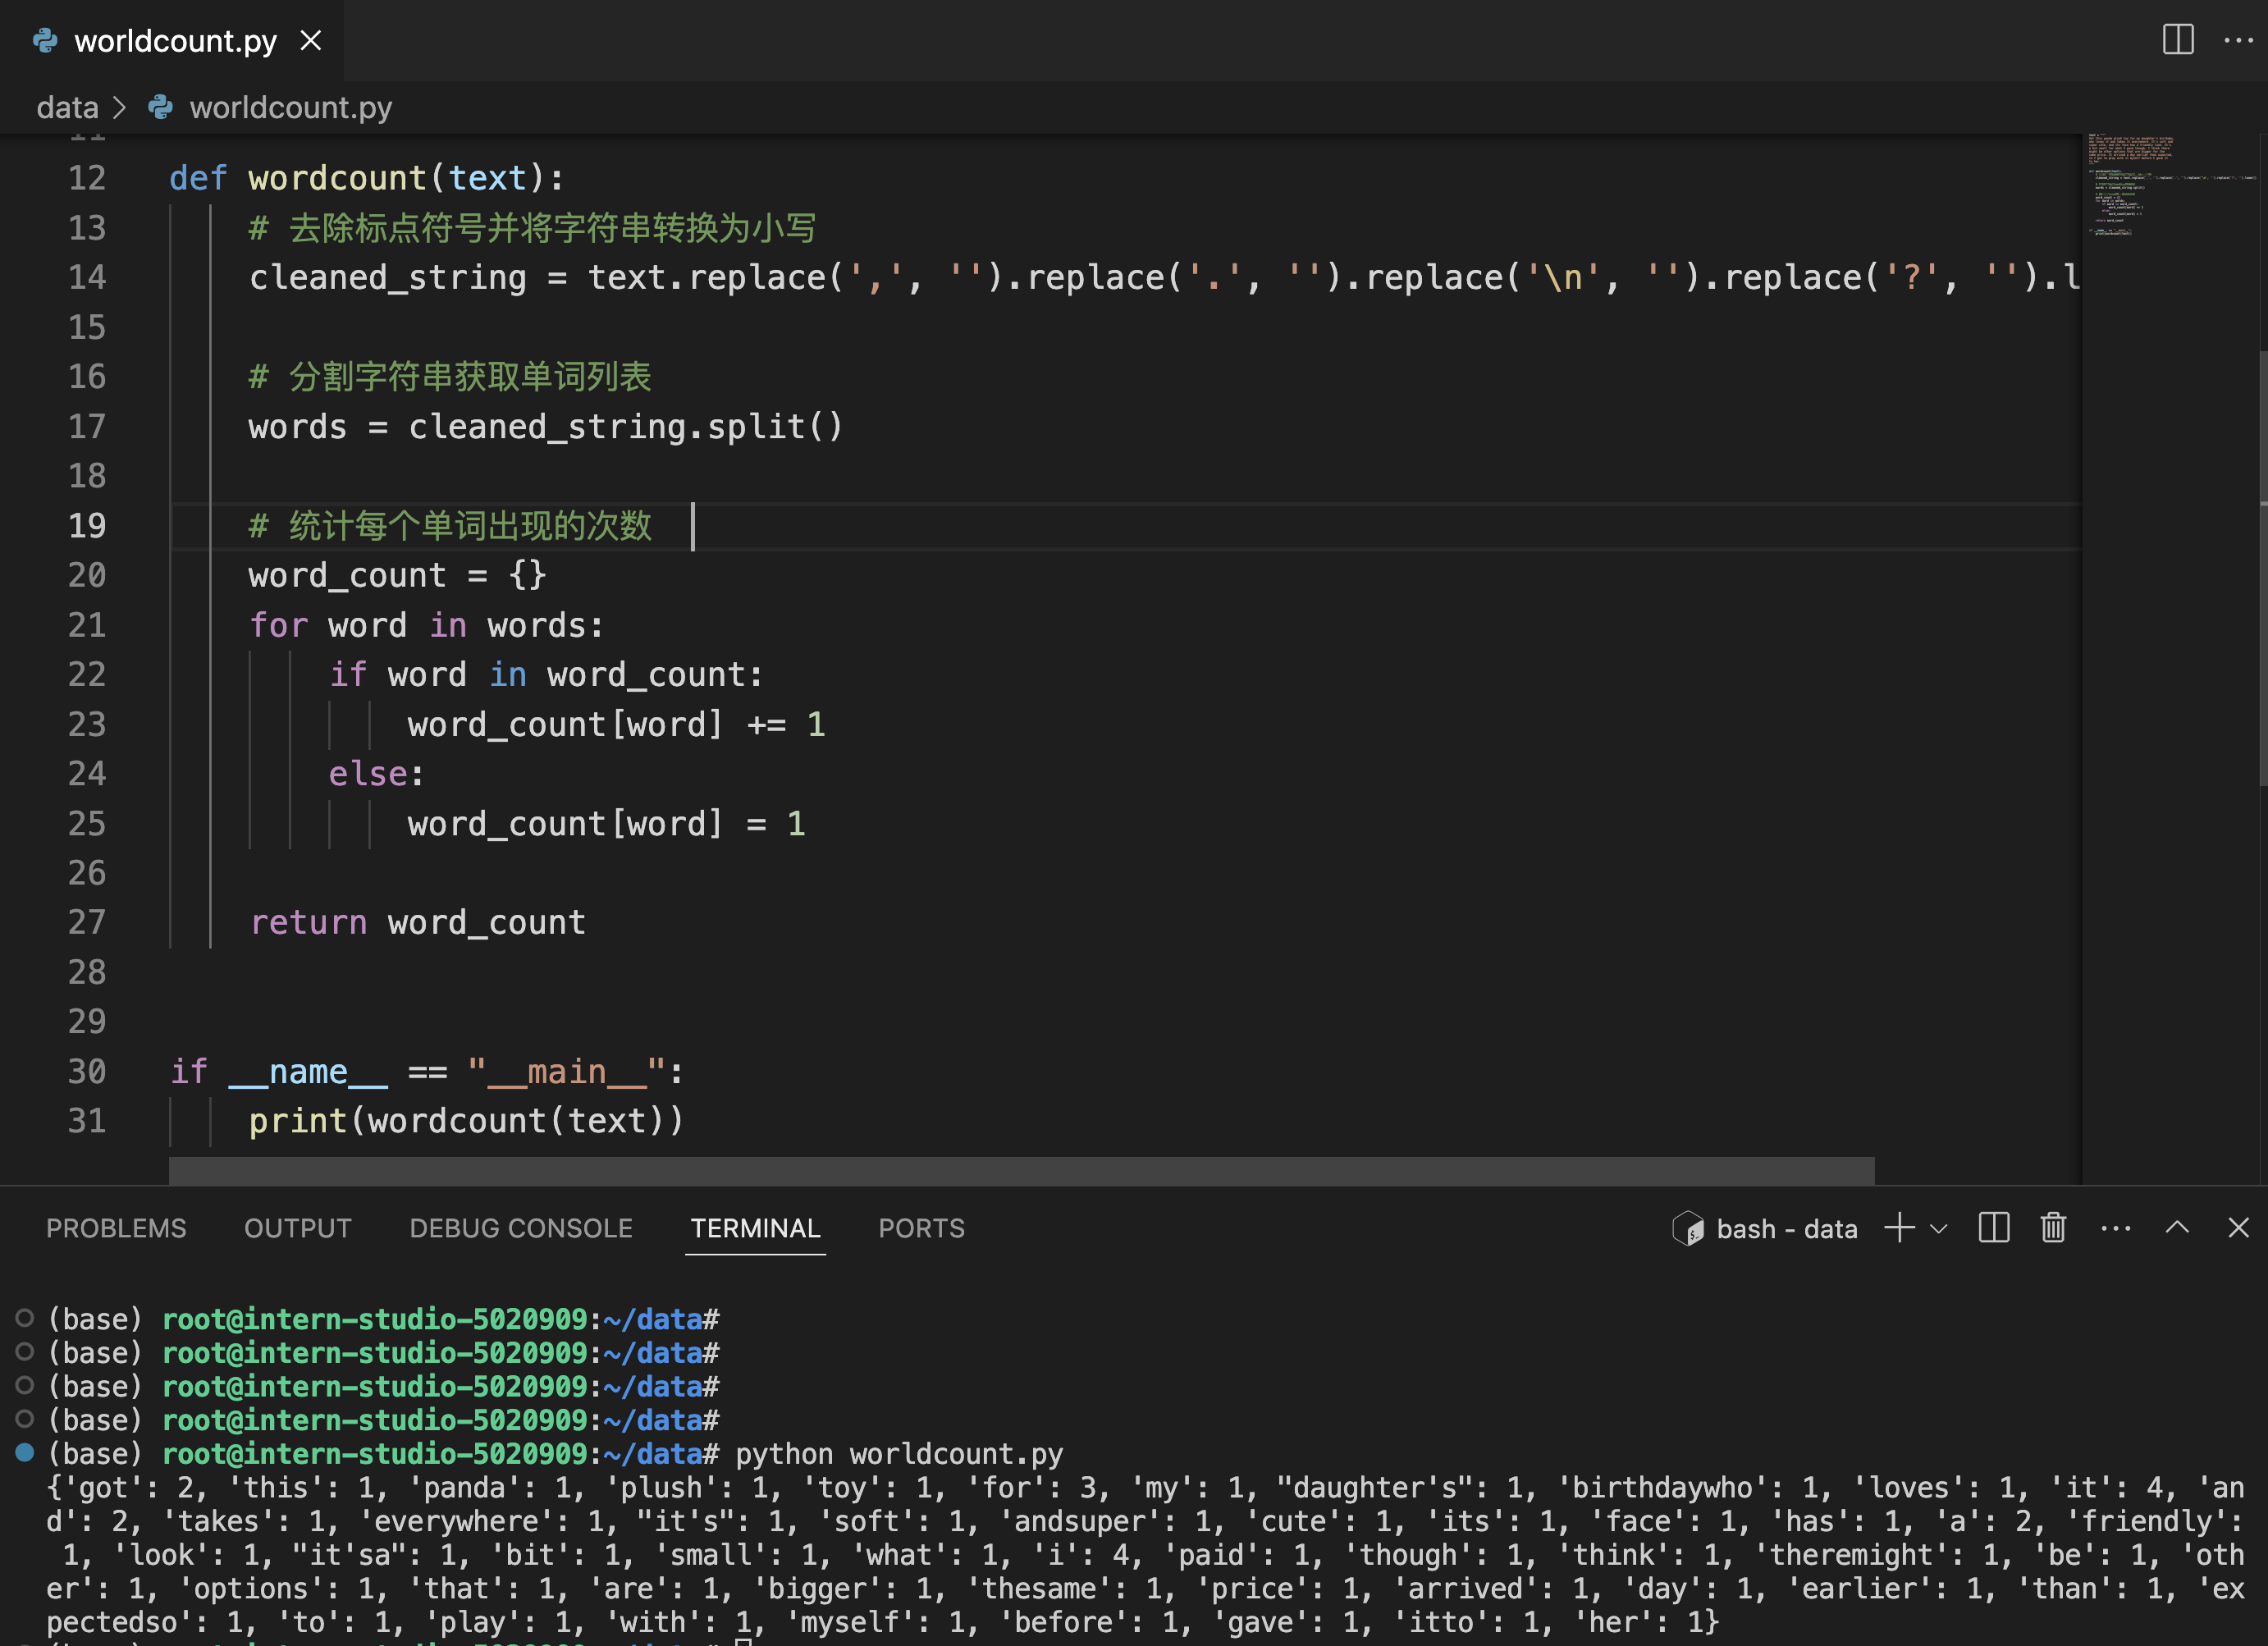 worldcount.py
data > worldcount.py
11
12 def wordcount(text):
13 # 去除标点符号并将字符串转换为小写
14 cleaned_string = text.replace(',', '').replace('.', '').replace('\n', '').replace('?', '').l
15
16 # 分割字符串获取单词列表
17 words = cleaned_string.split()
18
19 # 统计每个单词出现的次数
20 word_count = {}
21 for word in words:
22 if word in word_count:
23 word_count[word] += 1
24 else:
25 word_count[word] = 1
26
27 return word_count
28
29
30 if __name__ == "__main__":
31 print(wordcount(text))
PROBLEMS OUTPUT DEBUG CONSOLE TERMINAL PORTS bash - data
(base) root@intern-studio-5020909:~/data#
(base) root@intern-studio-5020909:~/data#
(base) root@intern-studio-5020909:~/data#
(base) root@intern-studio-5020909:~/data#
(base) root@intern-studio-5020909:~/data# python worldcount.py
{'got': 2, 'this': 1, 'panda': 1, 'plush': 1, 'toy': 1, 'for': 3, 'my': 1, "daughter's": 1, 'birthdaywho': 1, 'loves': 1, 'it': 4, 'an
d': 2, 'takes': 1, 'everywhere': 1, "it's": 1, 'soft': 1, 'andsuper': 1, 'cute': 1, 'its': 1, 'face': 1, 'has': 1, 'a': 2, 'friendly':
1, 'look': 1, "it'sa": 1, 'bit': 1, 'small': 1, 'what': 1, 'i': 4, 'paid': 1, 'though': 1, 'think': 1, 'theremight': 1, 'be': 1, 'oth
er': 1, 'options': 1, 'that': 1, 'are': 1, 'bigger': 1, 'thesame': 1, 'price': 1, 'arrived': 1, 'day': 1, 'earlier': 1, 'than': 1, 'ex
pectedso': 1, 'to': 1, 'play': 1, 'with': 1, 'myself': 1, 'before': 1, 'gave': 1, 'itto': 1, 'her': 1}